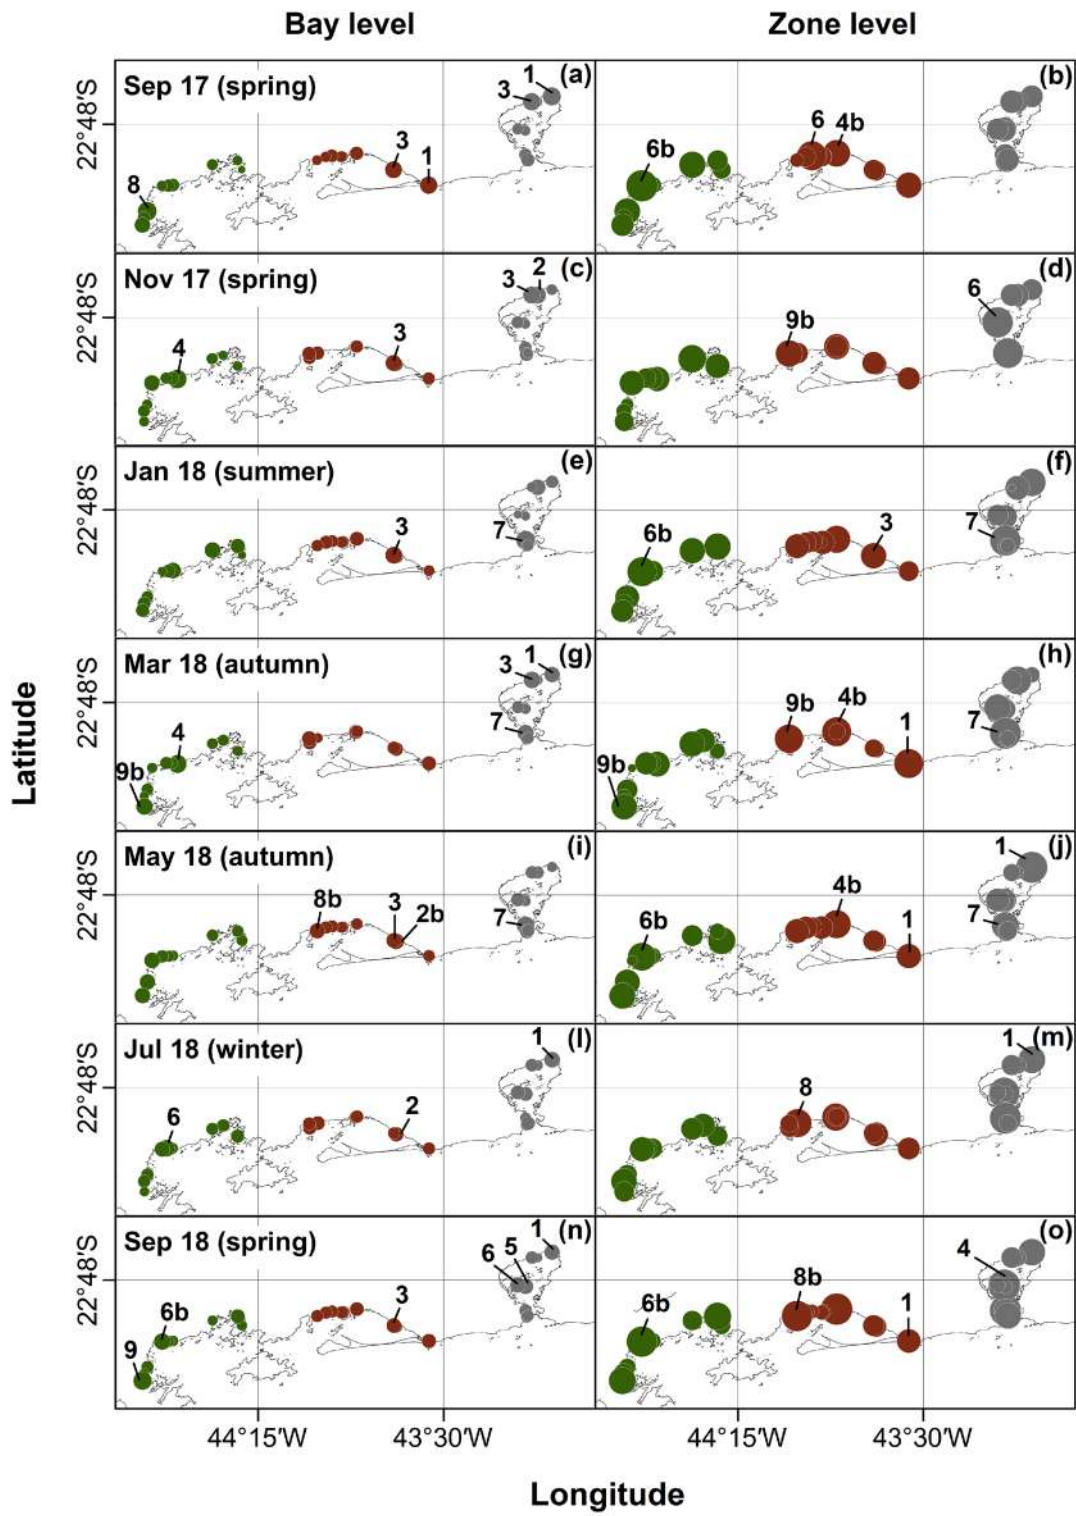 Bay level
Zone level
Sep 17 (spring)
(a)
1
3
3
1
8
22°48'S
(b)
6
4b
6b
Nov 17 (spring)
(c)
2
3
3
4
22°48'S
(d)
6
9b
Jan 18 (summer)
(e)
3
7
22°48'S
(f)
7
3
6b
Mar 18 (autumn)
(g)
1
3
7
4
9b
22°48'S
(h)
4b
9b
1
7
9b
May 18 (autumn)
(i)
8b
3
2b
7
22°48'S
(j)
1
4b
7
1
6b
Jul 18 (winter)
(l)
1
2
6
22°48'S
(m)
1
8
Sep 18 (spring)
(n)
1
5
6
3
6b
9
22°48'S
(o)
4
8b
1
6b
44°15'W
43°30'W
44°15'W
43°30'W
Latitude
Longitude